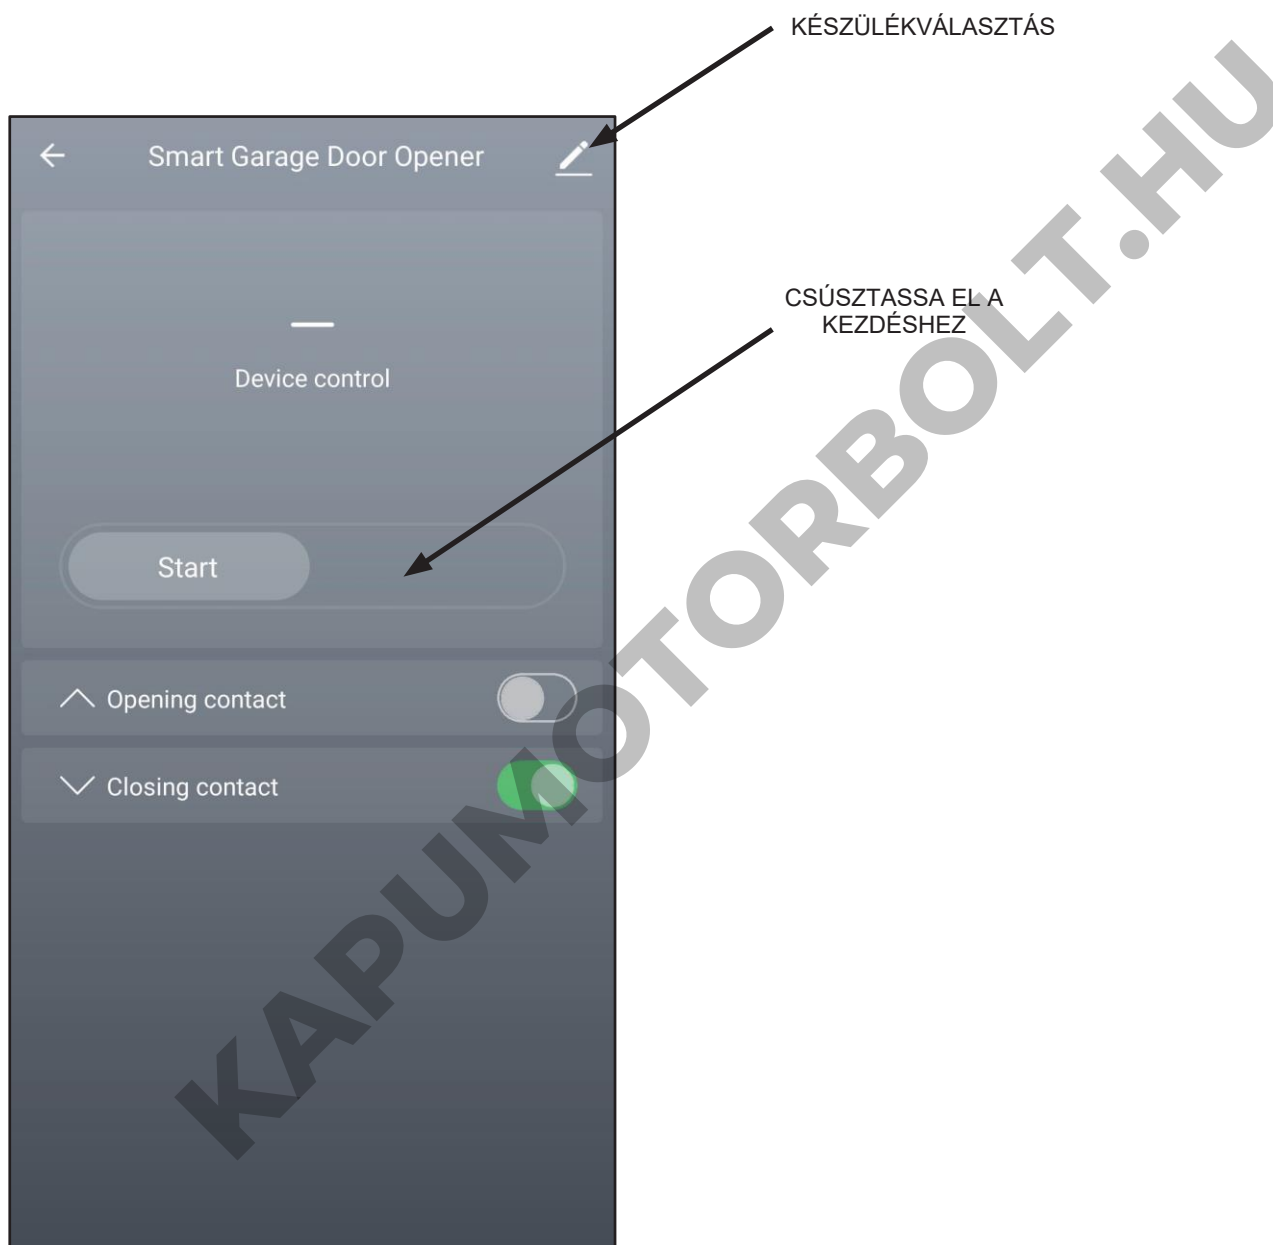 KÉSZÜLÉKVÁLASZTÁS
Smart Garage Door Opener
CSÚSZTASSA EL A
KEZDÉSHEZ
Device control
Start
Opening contact
Closing contact
KAPUMOTORBOLT.HU